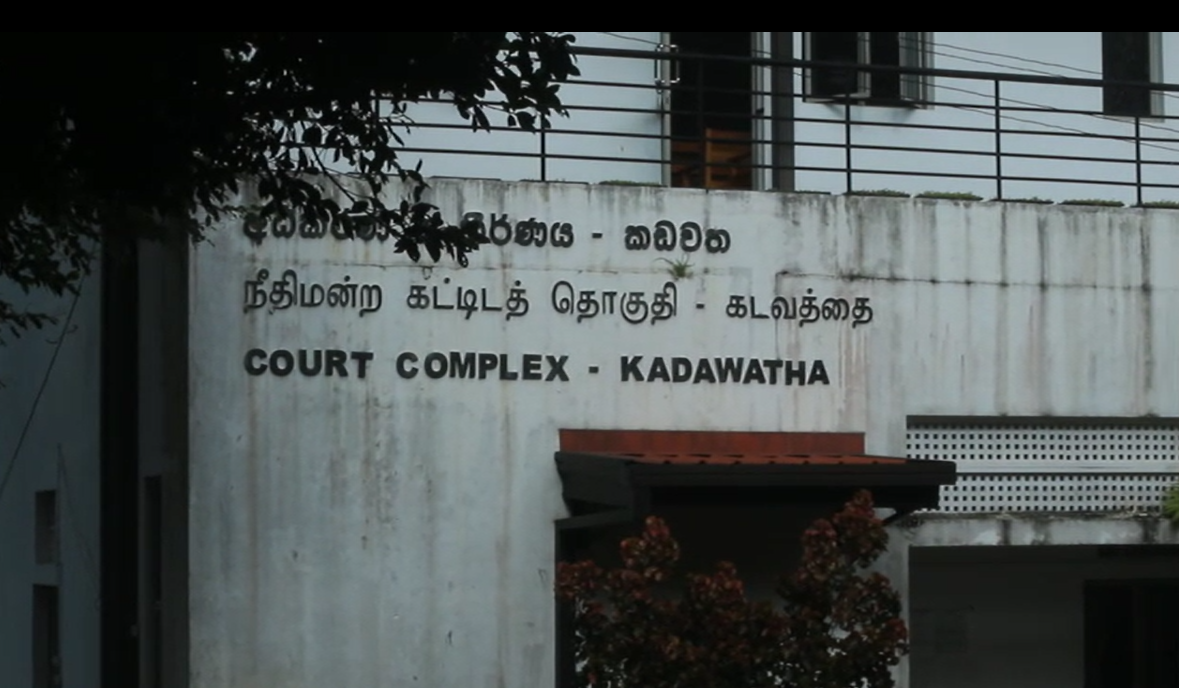 - කඩවත
நீதிமன்ற கட்டிடத் தொகுதி - கடவத்தை
COURT COMPLEX - KADAWATHA